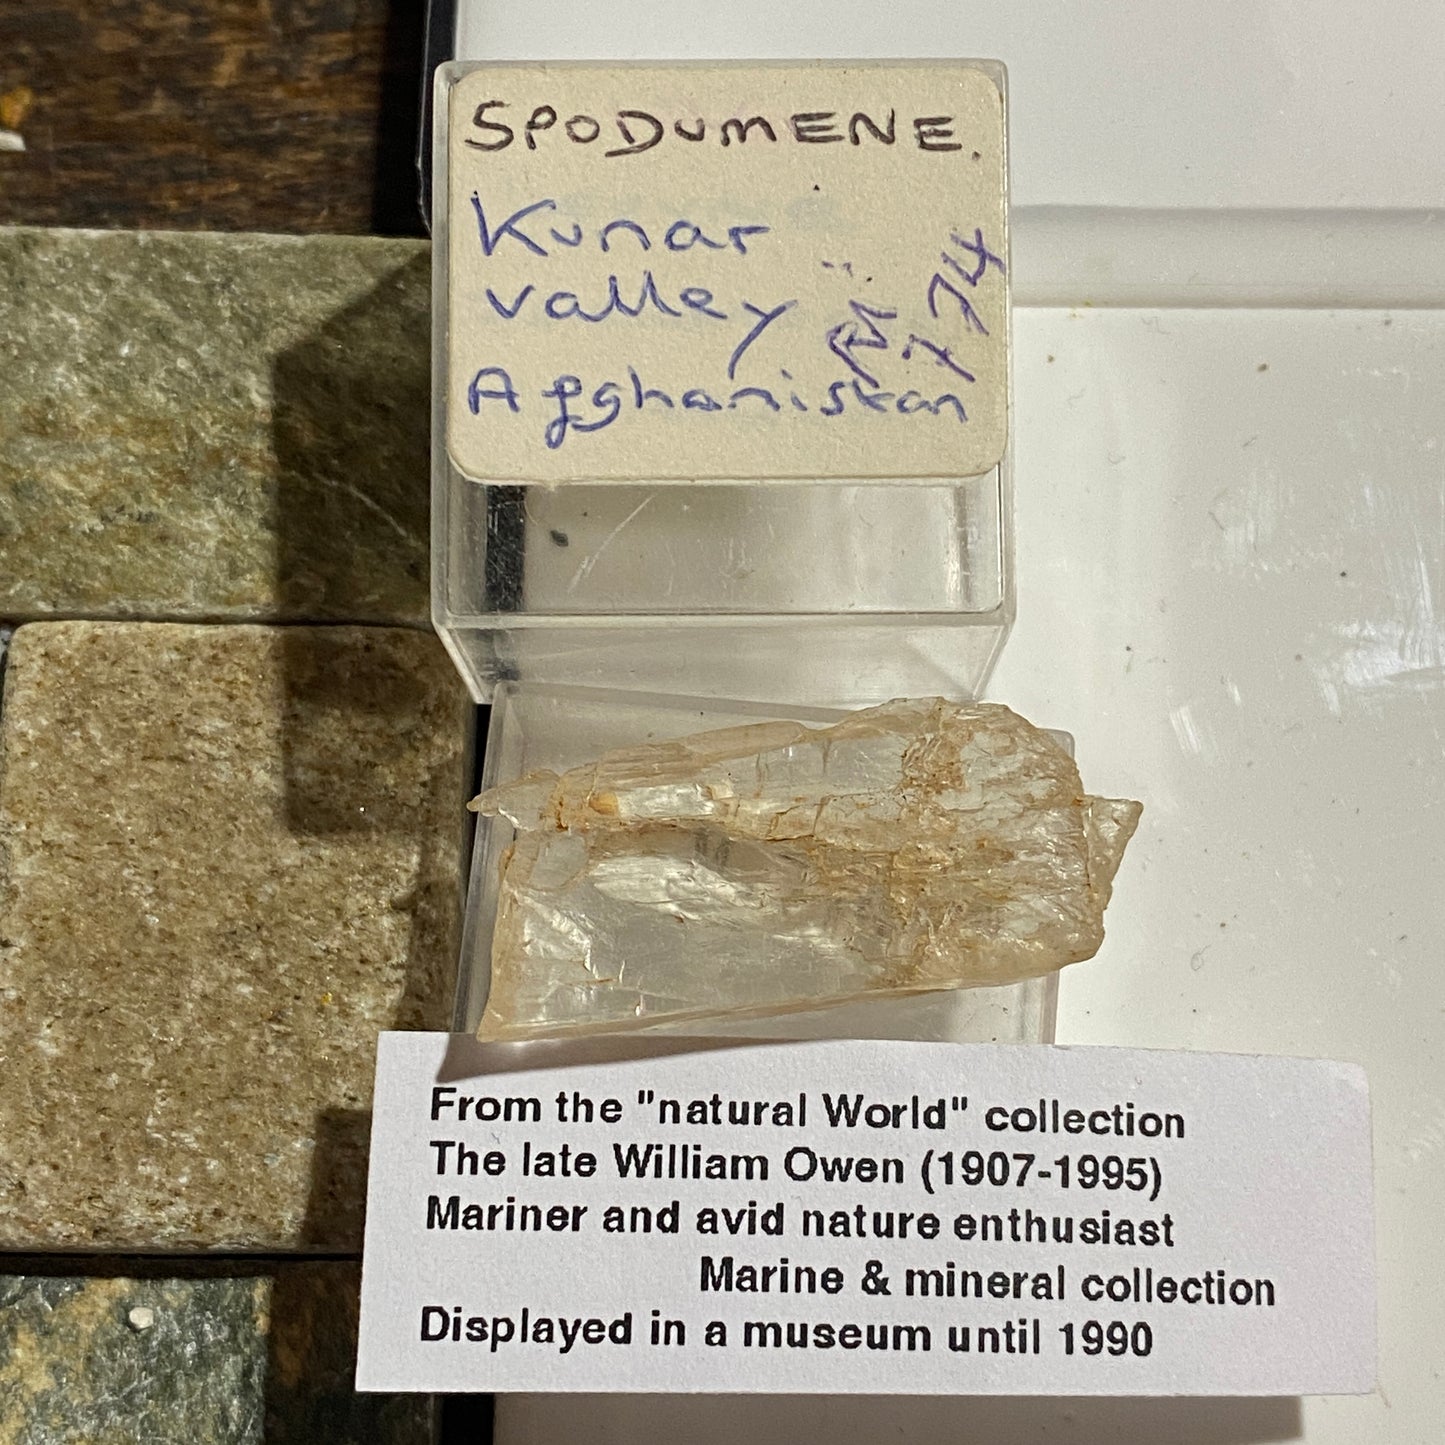 SPODUMENE.
Kunar
valley
Afghanistan
774
From the "natural World" collection
The late William Owen (1907-1995)
Mariner and avid nature enthusiast
Marine & mineral collection
Displayed in a museum until 1990